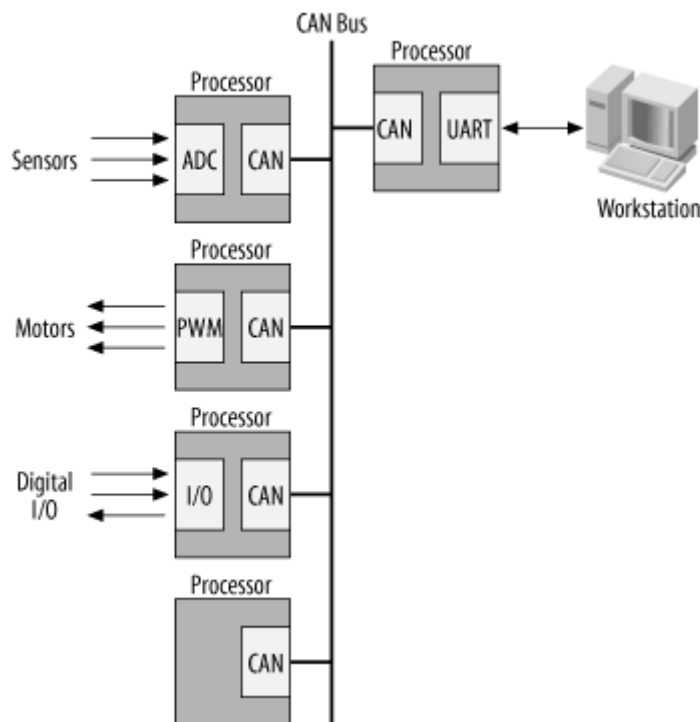 CAN Bus
Processor
Processor
CAN UART
Sensors
ADC CAN
Workstation
Processor
Motors
PWM CAN
Processor
Digital
I/O
I/O CAN
Processor
CAN